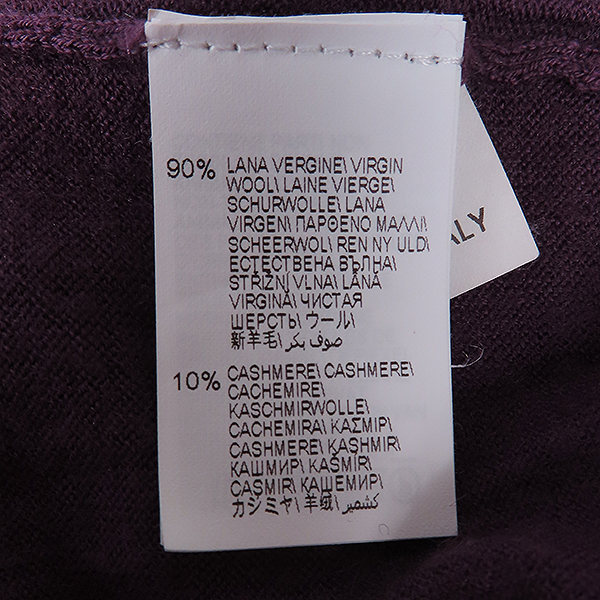 90% LANA VERGINE\ VIRGIN
WOOL\ LAINE VIERGE\
SCHURWOLLE\ LANA
VIRGEN\ ΠΑΡΘΕΝΟ ΜΑΛΛΙ\
SCHEERWOL\ REN NY ULD\
ЕСТЕСТВЕНА ВЪЛНА\
STŘIŽNÍ VLNA\ LÂNĂ
VIRGINĂ\ ЧИСТАЯ
ШЕРСТЬ\ ウール\
新羊毛\ صوف بكر
10% CASHMERE\ CASHMERE\
CACHEMIRE\
KASCHMIRWOLLE\
CACHEMIRA\ ΚΑΣΜΙΡ\
CASHMERE\ KASHMIR\
КАШМИР\ KAŠMÍR\
CAŞMIR\ КАШЕМИР\
カシミヤ\ 羊绒\ كشمير
ALY